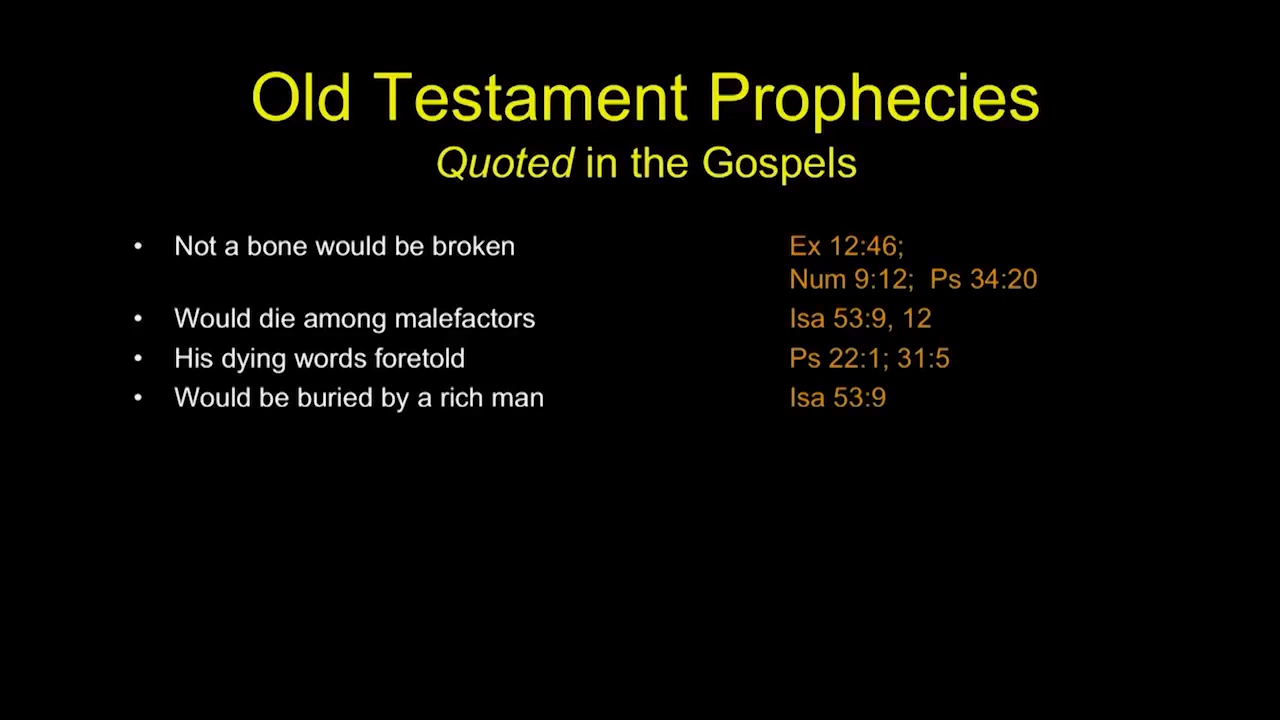 Old Testament Prophecies
Quoted in the Gospels
• Not a bone would be broken Ex 12:46;
Num 9:12; Ps 34:20
• Would die among malefactors Isa 53:9, 12
• His dying words foretold Ps 22:1; 31:5
• Would be buried by a rich man Isa 53:9